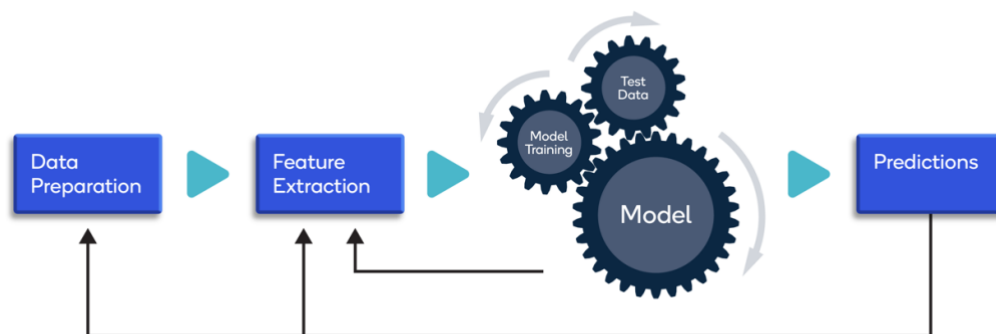 Data
Preparation
Feature
Extraction
Model
Training
Test
Data
Model
Predictions